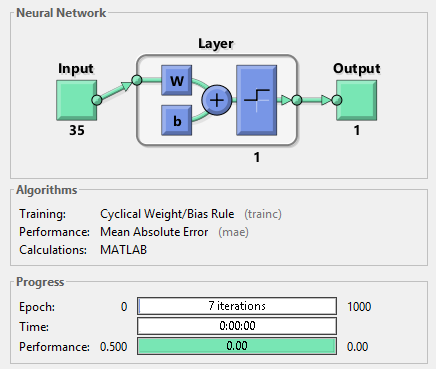 Neural Network
Layer
Input
Output
W
b
+
35
1
1
Algorithms
Training: Cyclical Weight/Bias Rule (trainc)
Performance: Mean Absolute Error (mae)
Calculations: MATLAB
Progress
Epoch: 0 7 iterations 1000
Time: 0:00:00
Performance: 0.500 0.00 0.00